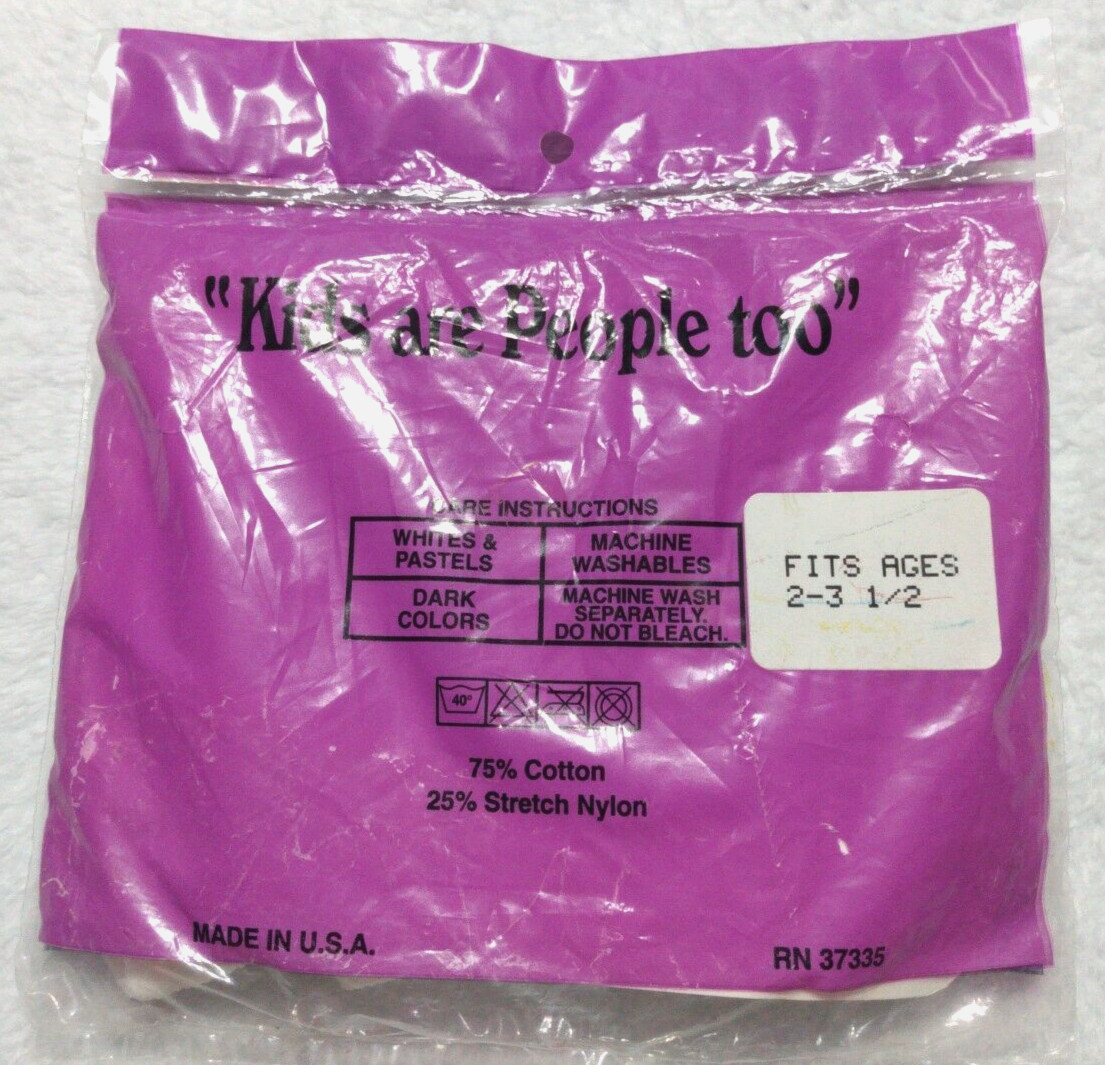 "Kids are People too"
CARE INSTRUCTIONS
WHITES &
PASTELS
MACHINE
WASHABLES
DARK
COLORS
MACHINE WASH
SEPARATELY.
DO NOT BLEACH.
FITS AGES
2-3 1/2
40°
75% Cotton
25% Stretch Nylon
MADE IN U.S.A.
RN 37335